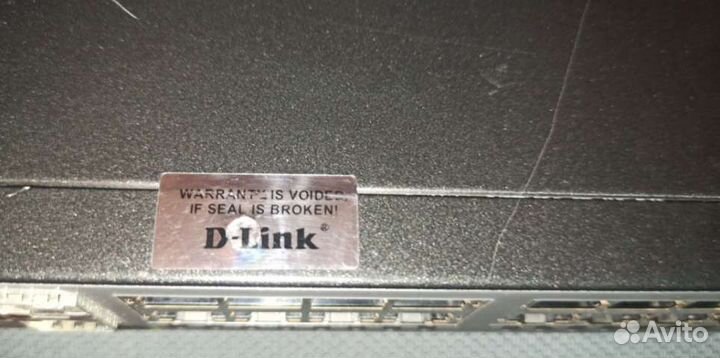 WARRANTY IS VOIDED,
IF SEAL IS BROKEN!
D-Link®
Avito